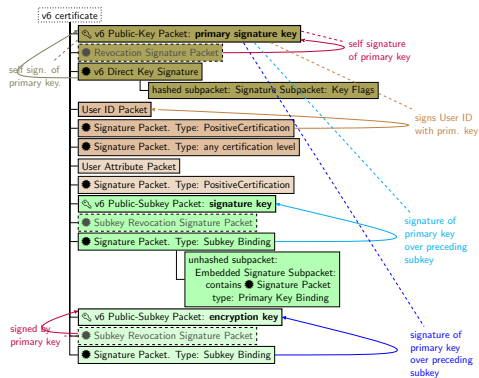 v6 certificate
v6 Public-Key Packet: primary signature key
Revocation Signature Packet
v6 Direct Key Signature
hashed subpacket: Signature Subpacket: Key Flags
User ID Packet
Signature Packet. Type: PositiveCertification
Signature Packet. Type: any certification level
User Attribute Packet
Signature Packet. Type: PositiveCertification
v6 Public-Subkey Packet: signature key
Subkey Revocation Signature Packet
Signature Packet. Type: Subkey Binding
unhashed subpacket:
Embedded Signature Subpacket:
contains Signature Packet
type: Primary Key Binding
v6 Public-Subkey Packet: encryption key
Subkey Revocation Signature Packet
Signature Packet. Type: Subkey Binding
self signature
of primary key
self sign. of
primary key.
signs User ID
with prim. key
signature of
primary key
over preceding
subkey
signed by
primary key
signature of
primary key
over preceding
subkey